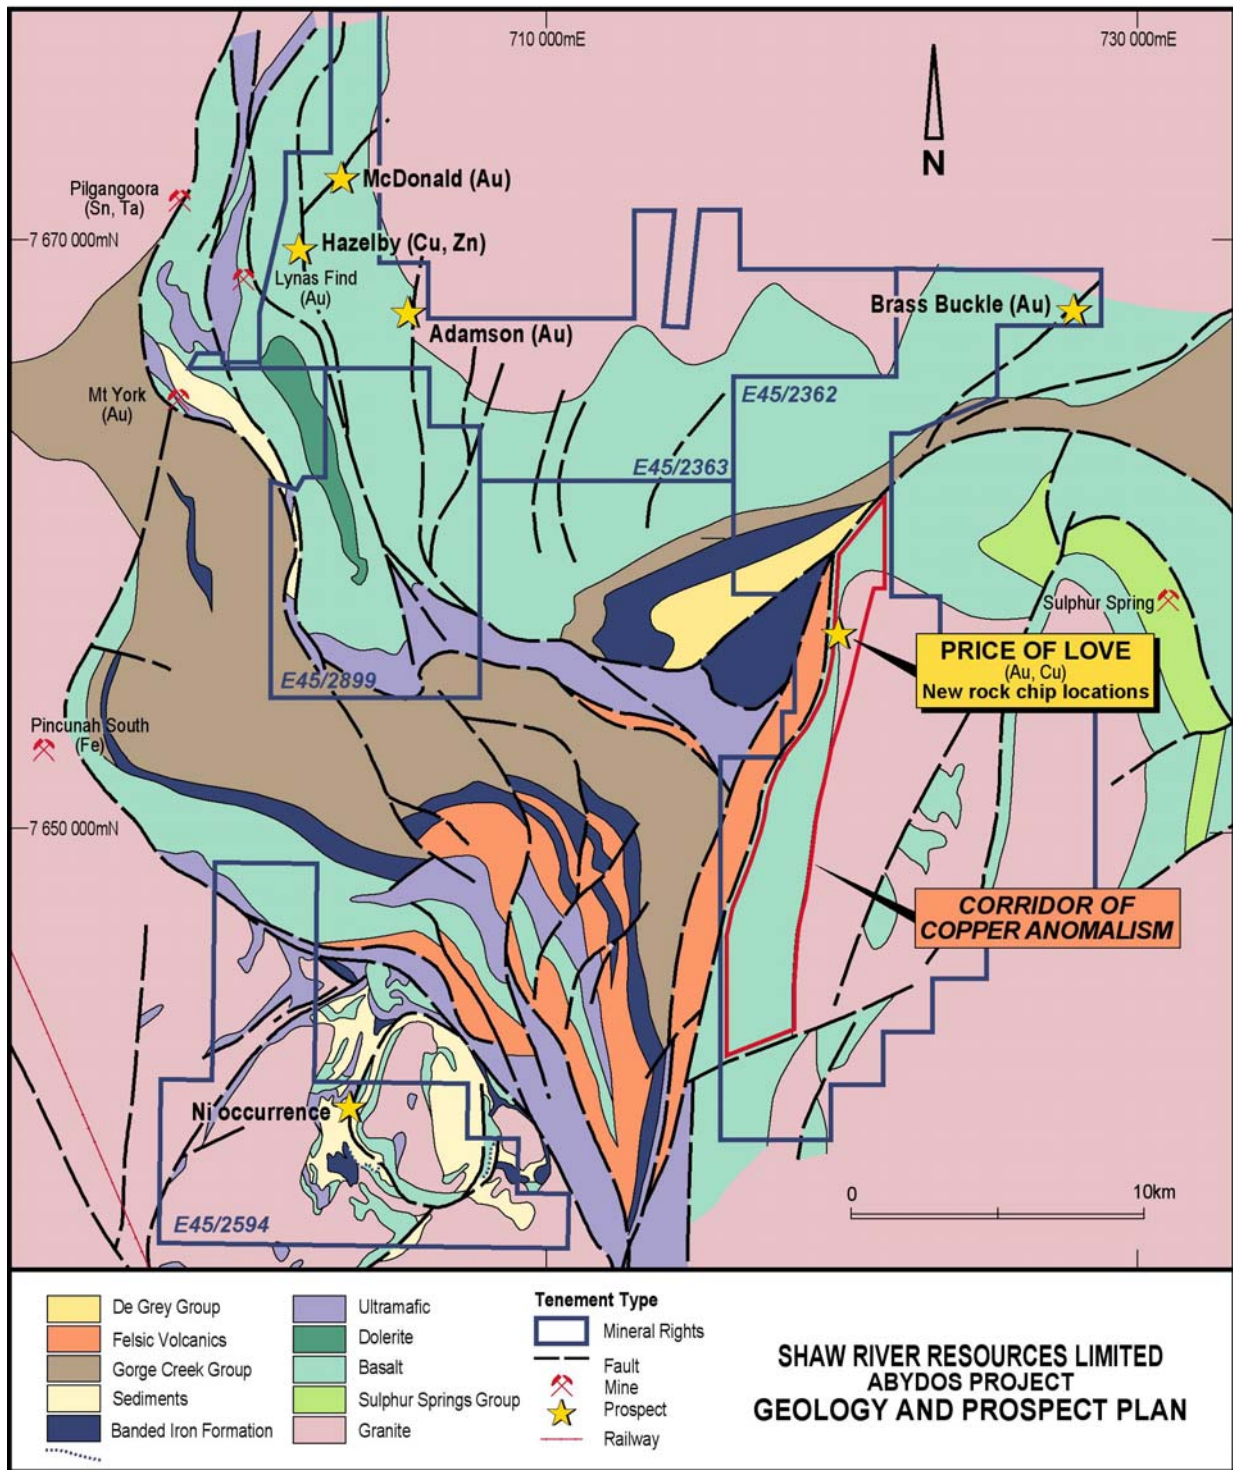 710 000mE
730 000mE
N
Pilgangoora
(Sn, Ta)
McDonald (Au)
7 670 000mN
Hazelby (Cu, Zn)
Lynas Find
(Au)
Adamson (Au)
Brass Buckle (Au)
Mt York
(Au)
E45/2362
E45/2363
Sulphur Spring
PRICE OF LOVE
(Au, Cu)
New rock chip locations
E45/2899
Pincunah South
(Fe)
7 650 000mN
CORRIDOR OF
COPPER ANOMALISM
Ni occurrence
E45/2594
0
10km
De Grey Group
Felsic Volcanics
Gorge Creek Group
Sediments
Banded Iron Formation
Ultramafic
Dolerite
Basalt
Sulphur Springs Group
Granite
Tenement Type
Mineral Rights
Fault
Mine
Prospect
Railway
SHAW RIVER RESOURCES LIMITED
ABYDOS PROJECT
GEOLOGY AND PROSPECT PLAN